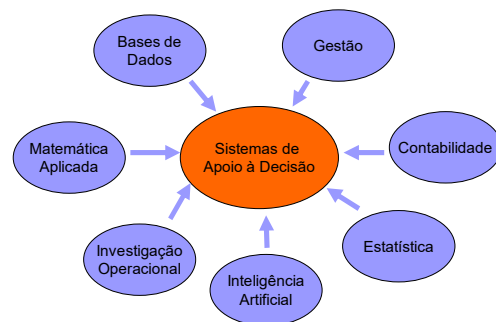 Bases de
Dados
Gestão
Matemática
Aplicada
Sistemas de
Apoio à Decisão
Contabilidade
Investigação
Operacional
Inteligência
Artificial
Estatística